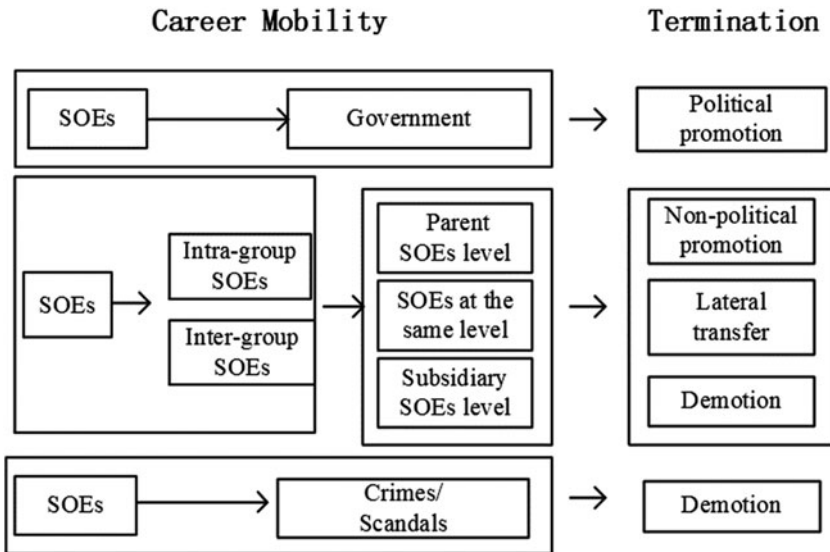 Career Mobility
Termination
SOEs
Government
Political
promotion
SOEs
Intra-group
SOEs
Inter-group
SOEs
Parent
SOEs level
SOEs at the
same level
Subsidiary
SOEs level
Non-political
promotion
Lateral
transfer
Demotion
SOEs
Crimes/
Scandals
Demotion